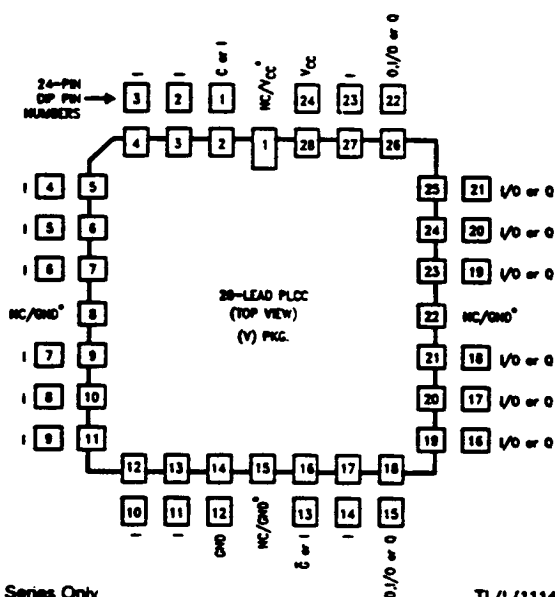 C or I
NC/VCC*
VCC
O,I/O or Q
24-PIN
DIP PIN
NUMBERS
I I I
3 2 1 24 23 22
4 3 2 1 28 27 26
I 4 5 25 21 I/O or Q
I 5 6 24 20 I/O or Q
I 6 7 23 19 I/O or Q
NC/GND* 8 22 NC/GND*
28-LEAD PLCC
(TOP VIEW)
(V) PKG.
I 7 9 21 18 I/O or Q
I 8 10 20 17 I/O or Q
I 9 11 19 16 I/O or Q
12 13 14 15 16 17 18
10 11 12 13 14 15
I I GND NC/GND* G or I I O,I/O or Q
Series Only
TL/L/1114